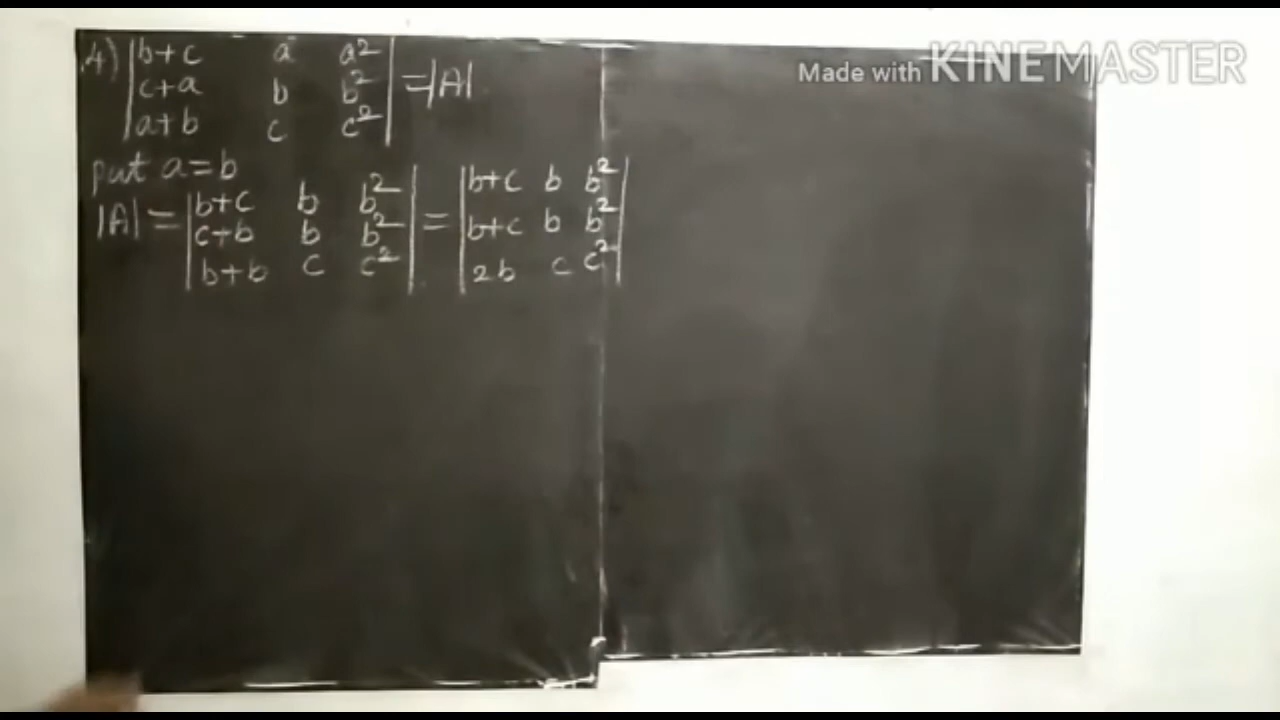 4) |b+c a a²|
|c+a b b²| = |A|
|a+b c c²|
put a=b
|A| = |b+c b b²| = |b+c b b²|
|c+b b b²| |b+c b b²|
|b+b c c²| |2b c c²|
Made with KINEMASTER